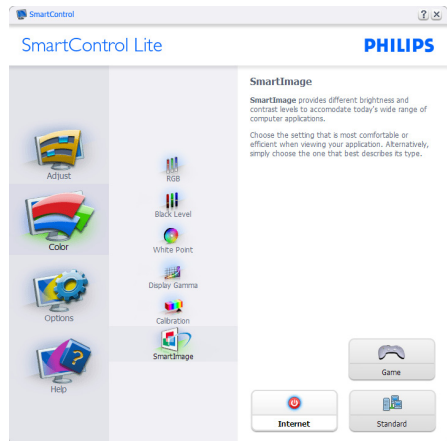 SmartControl
SmartControl Lite
PHILIPS
Adjust
Color
Options
Help
RGB
Black Level
White Point
Display Gamma
Calibration
SmartImage
SmartImage
SmartImage provides different brightness and
contrast levels to accomodate today's wide range of
computer applications.
Choose the setting that is most comfortable or
efficient when viewing your application. Alternatively,
simply choose the one that best describes its type.
Game
Internet
Standard